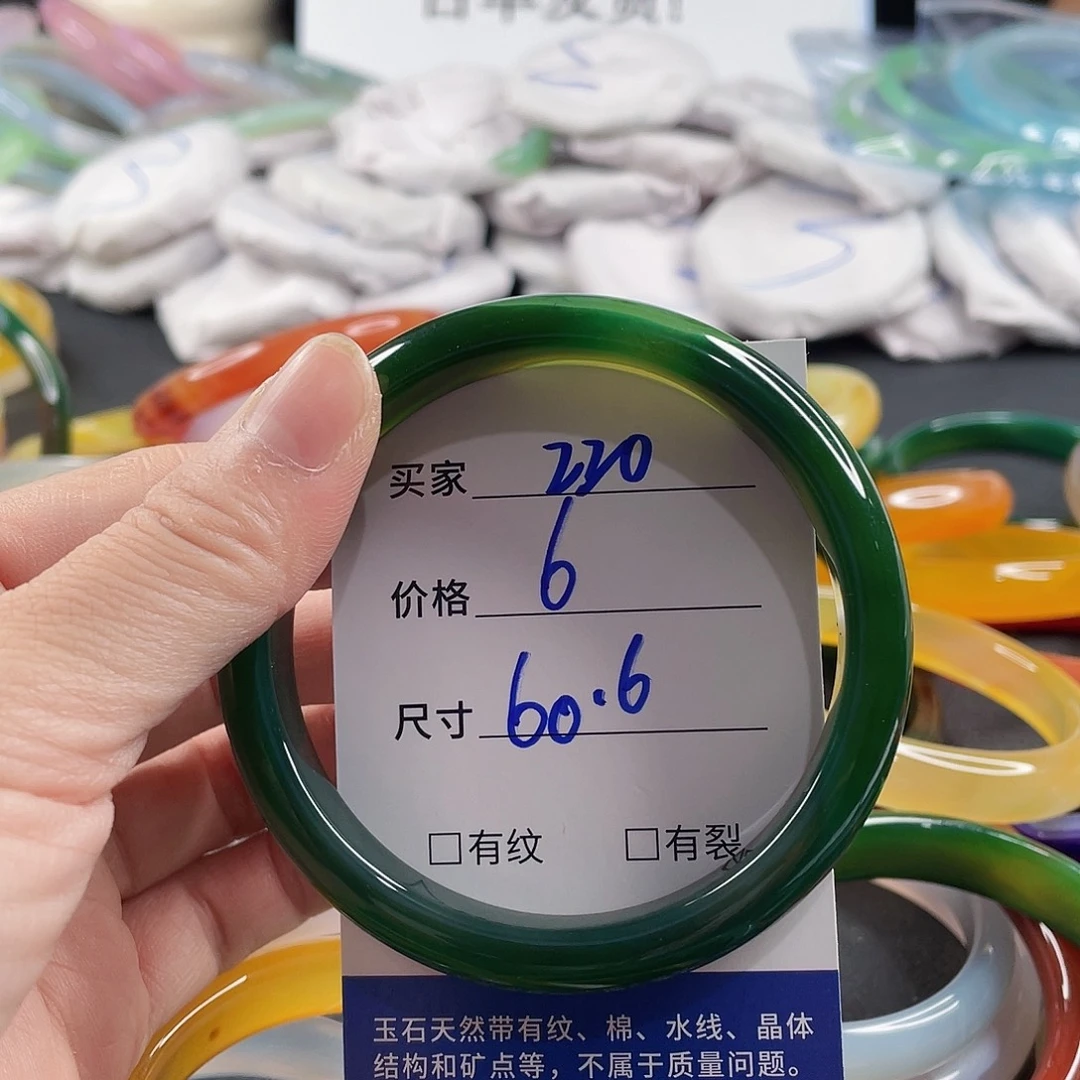 买家 230
价格 6
尺寸 60.6
□有纹 □有裂
玉石天然带有纹、棉、水线、晶体
结构和矿点等，不属于质量问题。